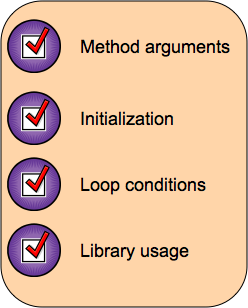 Method arguments
Initialization
Loop conditions
Library usage